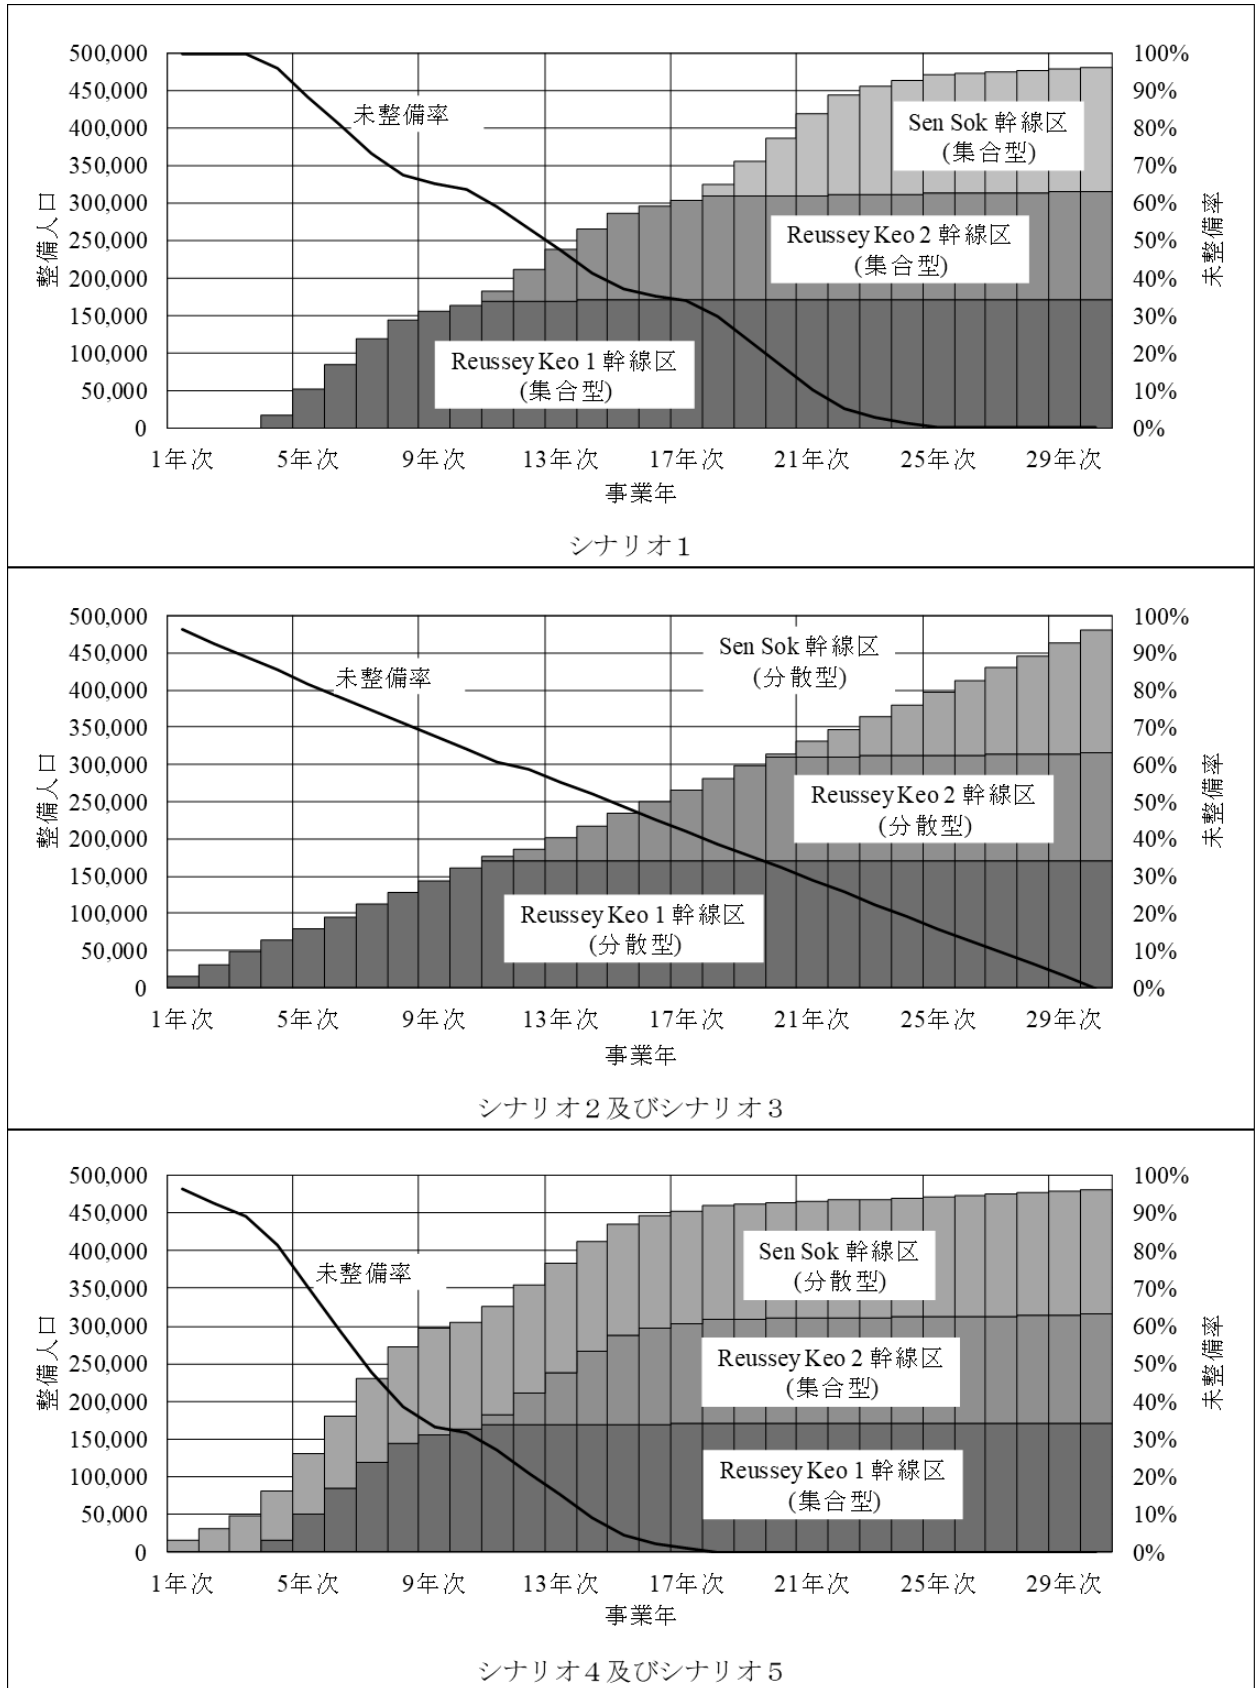 500,000
450,000
400,000
350,000
300,000
250,000
200,000
150,000
100,000
50,000
0
整備人口
100%
90%
80%
70%
60%
50%
40%
30%
20%
10%
0%
未整備率
未整備率
Sen Sok 幹線区
(集合型)
Reussey Keo 2 幹線区
(集合型)
Reussey Keo 1 幹線区
(集合型)
1年次 5年次 9年次 13年次 17年次 21年次 25年次 29年次
事業年
シナリオ1
500,000
450,000
400,000
350,000
300,000
250,000
200,000
150,000
100,000
50,000
0
整備人口
100%
90%
80%
70%
60%
50%
40%
30%
20%
10%
0%
未整備率
未整備率
Sen Sok 幹線区
(分散型)
Reussey Keo 2 幹線区
(分散型)
Reussey Keo 1 幹線区
(分散型)
1年次 5年次 9年次 13年次 17年次 21年次 25年次 29年次
事業年
シナリオ2及びシナリオ3
500,000
450,000
400,000
350,000
300,000
250,000
200,000
150,000
100,000
50,000
0
整備人口
100%
90%
80%
70%
60%
50%
40%
30%
20%
10%
0%
未整備率
未整備率
Sen Sok 幹線区
(分散型)
Reussey Keo 2 幹線区
(集合型)
Reussey Keo 1 幹線区
(集合型)
1年次 5年次 9年次 13年次 17年次 21年次 25年次 29年次
事業年
シナリオ4及びシナリオ5